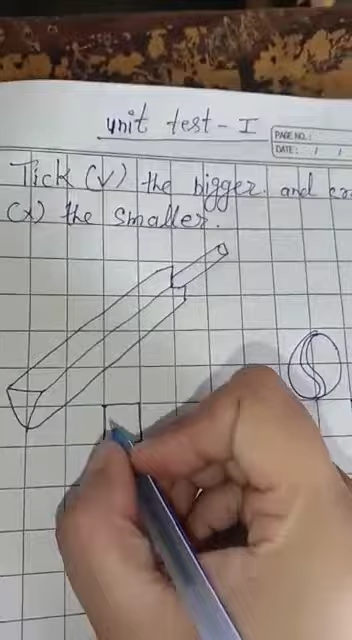 unit test - I
PAGE NO.:
DATE: / /
Tick (√) the bigger. and
(x) the smaller.